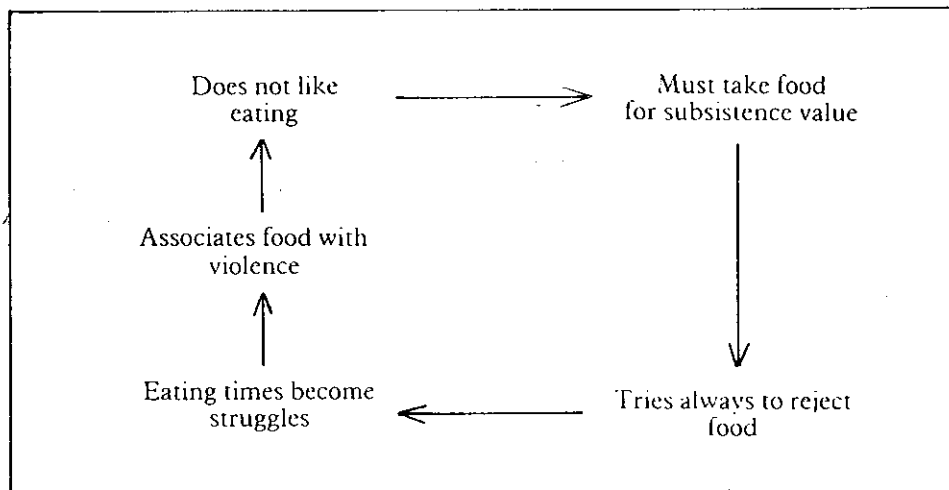 Does not like
eating
Must take food
for subsistence value
Associates food with
violence
Eating times become
struggles
Tries always to reject
food